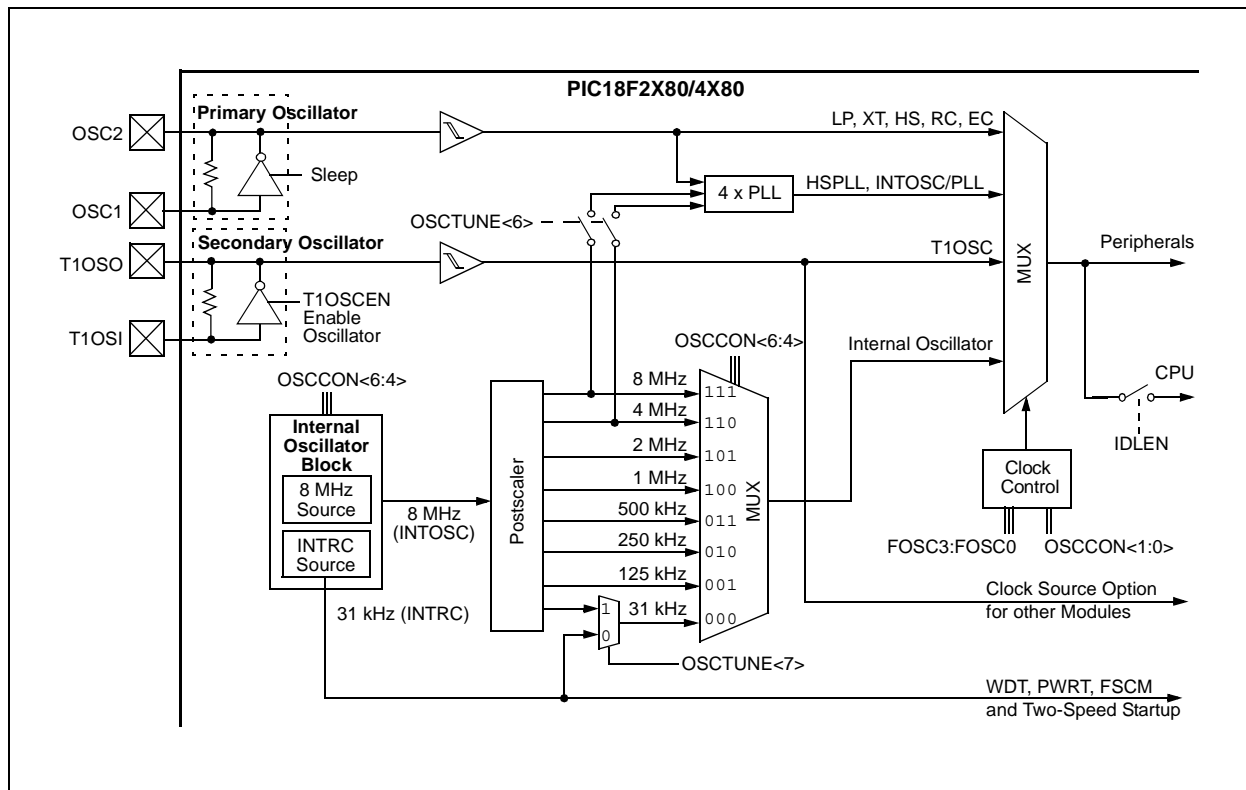 PIC18F2X80/4X80
Primary Oscillator
OSC2
Sleep
OSC1
LP, XT, HS, RC, EC
4 x PLL
HSPLL, INTOSC/PLL
OSCTUNE<6>
Secondary Oscillator
T1OSO
T1OSCEN
Enable
Oscillator
T1OSI
T1OSC
MUX
Peripherals
Internal Oscillator
CPU
IDLEN
Clock
Control
FOSC3:FOSC0
OSCCON<1:0>
OSCCON<6:4>
OSCCON<6:4>
Internal
Oscillator
Block
8 MHz
Source
INTRC
Source
8 MHz
(INTOSC)
31 kHz (INTRC)
Postscaler
8 MHz
111
4 MHz
110
2 MHz
101
1 MHz
100
500 kHz
011
250 kHz
010
125 kHz
001
1
0
31 kHz
000
MUX
OSCTUNE<7>
Clock Source Option
for other Modules
WDT, PWRT, FSCM
and Two-Speed Startup